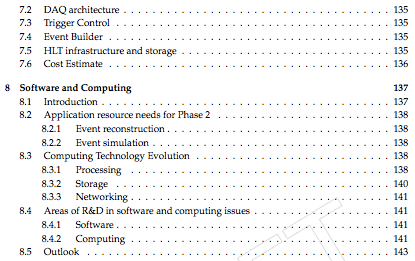 7.2 DAQ architecture . . . . . . . . . . . . . . . . . . . . . . . . . . . . . . . . 135
7.3 Trigger Control . . . . . . . . . . . . . . . . . . . . . . . . . . . . . . . . 135
7.4 Event Builder . . . . . . . . . . . . . . . . . . . . . . . . . . . . . . . . 135
7.5 HLT infrastructure and storage . . . . . . . . . . . . . . . . . . . . . . . . 135
7.6 Cost Estimate . . . . . . . . . . . . . . . . . . . . . . . . . . . . . . . . 136
8 Software and Computing 137
8.1 Introduction . . . . . . . . . . . . . . . . . . . . . . . . . . . . . . . . 137
8.2 Application resource needs for Phase 2 . . . . . . . . . . . . . . . . . . . . 138
8.2.1 Event reconstruction . . . . . . . . . . . . . . . . . . . . . . . . . . 138
8.2.2 Event simulation . . . . . . . . . . . . . . . . . . . . . . . . . . . . 138
8.3 Computing Technology Evolution . . . . . . . . . . . . . . . . . . . . . . 138
8.3.1 Processing . . . . . . . . . . . . . . . . . . . . . . . . . . . . . . 138
8.3.2 Storage . . . . . . . . . . . . . . . . . . . . . . . . . . . . . . . . 140
8.3.3 Networking . . . . . . . . . . . . . . . . . . . . . . . . . . . . . . 141
8.4 Areas of R&D in software and computing issues . . . . . . . . . . . . . . . . 141
8.4.1 Software . . . . . . . . . . . . . . . . . . . . . . . . . . . . . . . . 141
8.4.2 Computing . . . . . . . . . . . . . . . . . . . . . . . . . . . . . . 141
8.5 Outlook . . . . . . . . . . . . . . . . . . . . . . . . . . . . . . . . 143